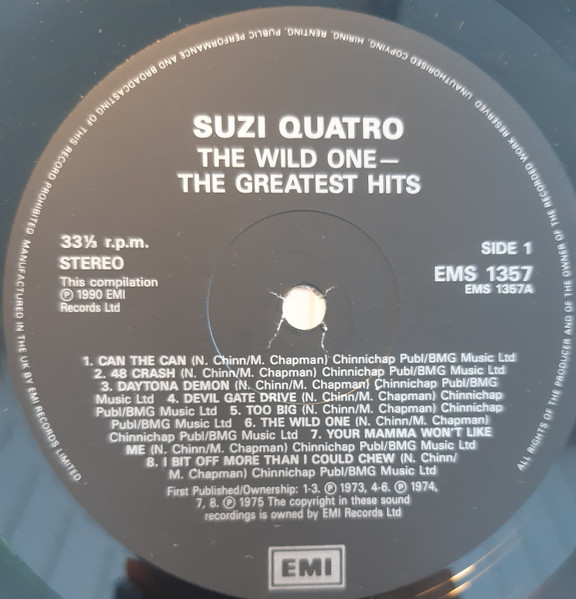 MANUFACTURED IN THE UK BY EMI RECORDS LIMITED. ALL RIGHTS OF THE PRODUCER AND OF THE OWNER OF THE RECORDED WORK RESERVED UNAUTHORISED COPYING, HIRING, RENTING, PUBLIC PERFORMANCE AND BROADCASTING OF THIS RECORD PROHIBITED
SUZI QUATRO
THE WILD ONE—
THE GREATEST HITS
33⅓ r.p.m.
STEREO
This compilation
℗ 1990 EMI
Records Ltd
SIDE 1
EMS 1357
EMS 1357A
1. CAN THE CAN (N. Chinn/M. Chapman) Chinnichap Publ/BMG Music Ltd
2. 48 CRASH (N. Chinn/M. Chapman) Chinnichap Publ/BMG Music Ltd
3. DAYTONA DEMON (N. Chinn/M. Chapman) Chinnichap Publ/BMG
Music Ltd 4. DEVIL GATE DRIVE (N. Chinn/M. Chapman) Chinnichap
Publ/BMG Music Ltd 5. TOO BIG (N. Chinn/M. Chapman) Chinnichap
Publ/BMG Music Ltd 6. THE WILD ONE (N. Chinn/M. Chapman)
Chinnichap Publ/BMG Music Ltd 7. YOUR MAMMA WON'T LIKE
ME (N. Chinn/M. Chapman) Chinnichap Publ/BMG Music Ltd
8. I BIT OFF MORE THAN I COULD CHEW (N. Chinn/
M. Chapman) Chinnichap Publ/BMG Music Ltd
First Published/Ownership: 1-3. ℗ 1973, 4-6. ℗ 1974,
7, 8. ℗ 1975 The copyright in these sound
recordings is owned by EMI Records Ltd
EMI